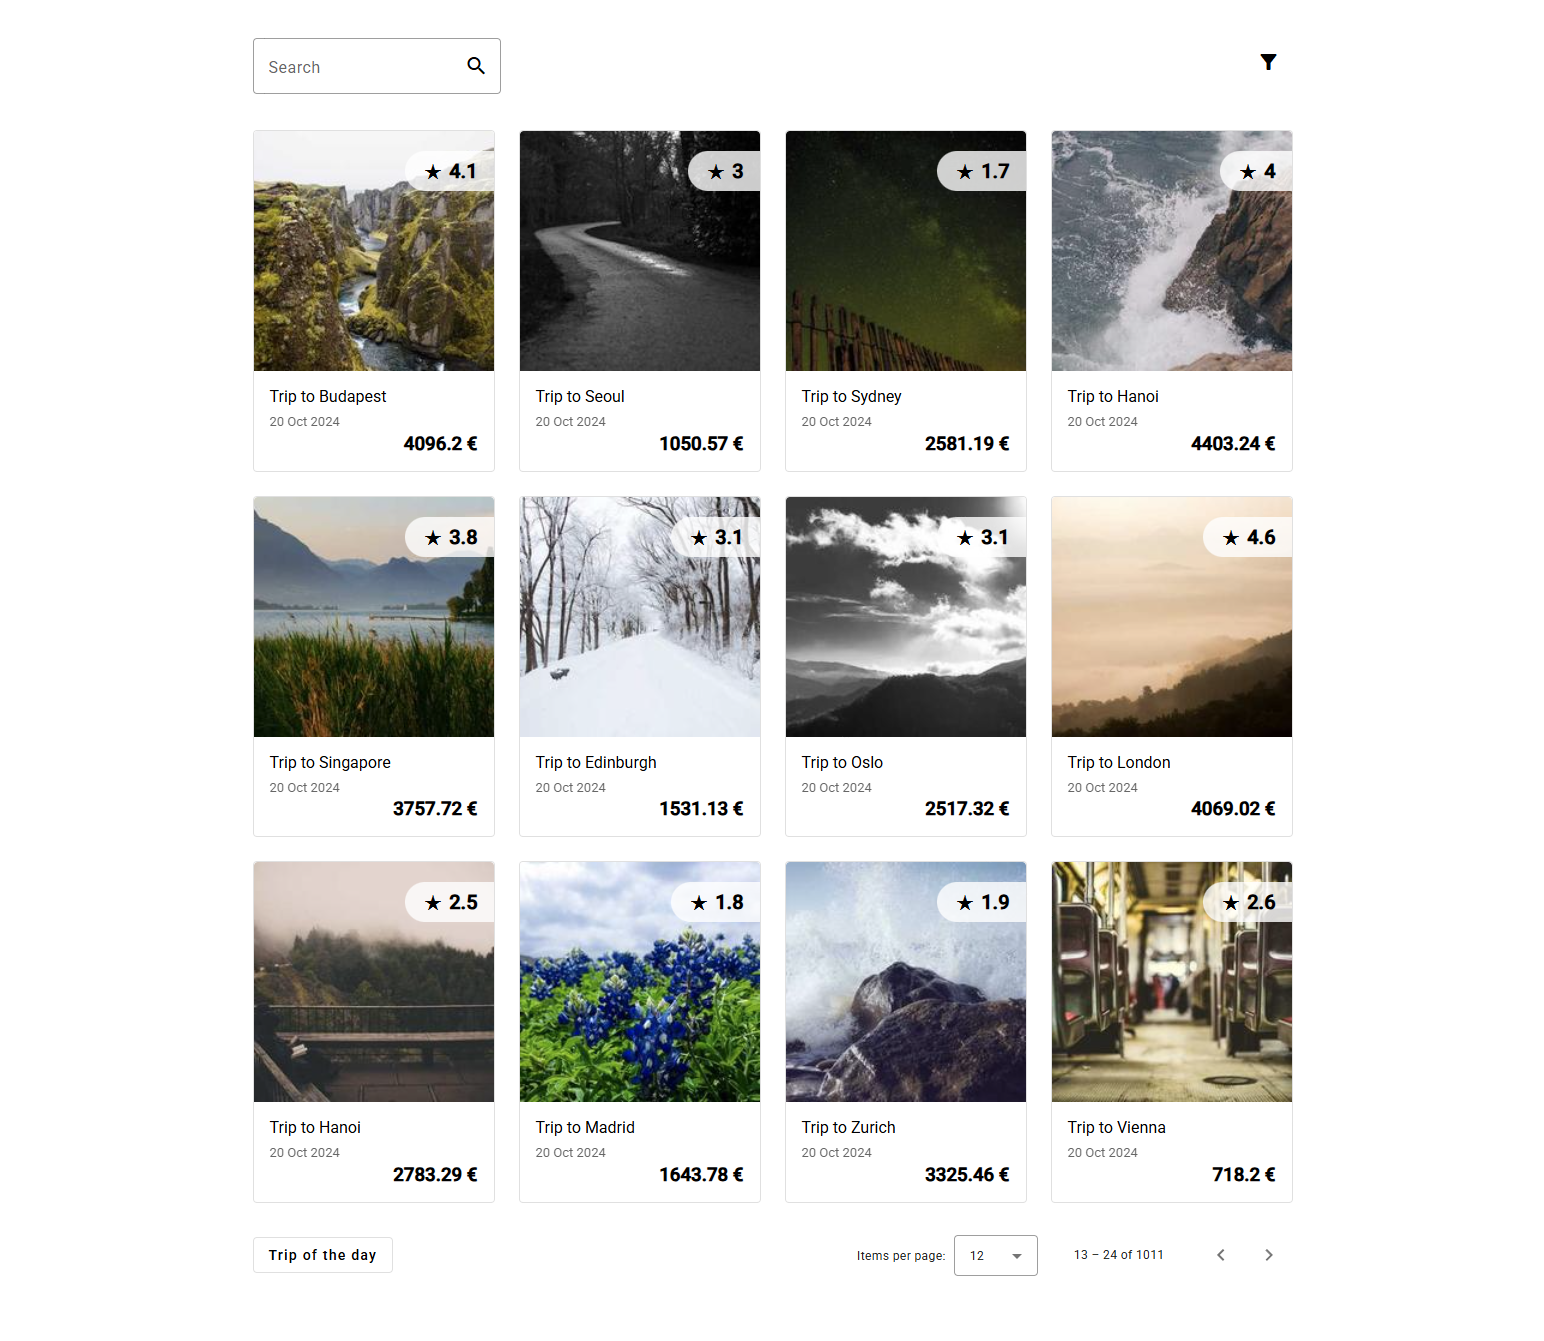 Search
★ 4.1
★ 3
★ 1.7
★ 4
Trip to Budapest
20 Oct 2024
4096.2 €
Trip to Seoul
20 Oct 2024
1050.57 €
Trip to Sydney
20 Oct 2024
2581.19 €
Trip to Hanoi
20 Oct 2024
4403.24 €
★ 3.8
★ 3.1
★ 3.1
★ 4.6
Trip to Singapore
20 Oct 2024
3757.72 €
Trip to Edinburgh
20 Oct 2024
1531.13 €
Trip to Oslo
20 Oct 2024
2517.32 €
Trip to London
20 Oct 2024
4069.02 €
★ 2.5
★ 1.8
★ 1.9
★ 2.6
Trip to Hanoi
20 Oct 2024
2783.29 €
Trip to Madrid
20 Oct 2024
1643.78 €
Trip to Zurich
20 Oct 2024
3325.46 €
Trip to Vienna
20 Oct 2024
718.2 €
Trip of the day
Items per page: 12
13 – 24 of 1011